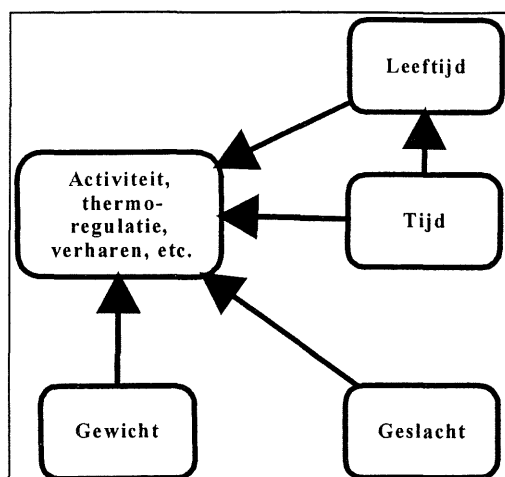 Leeftijd
Activiteit,
thermo-
regulatie,
verharen, etc.
Tijd
Gewicht
Geslacht